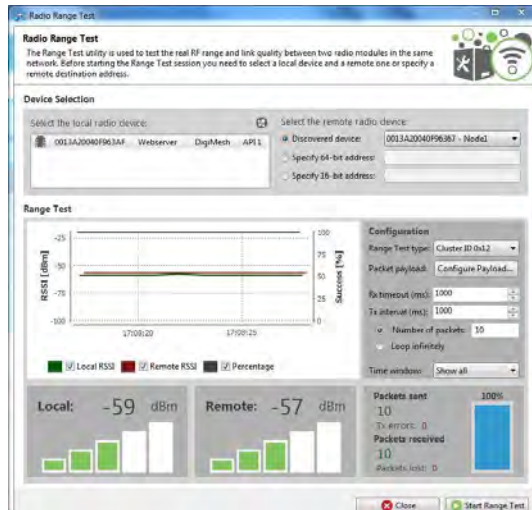 Radio Range Test
Radio Range Test
The Range Test utility is used to test the real RF range and link quality between two radio modules in the same
network. Before starting the Range Test session you need to select a local device and a remote one or specify a
remote destination address.
Device Selection
Select the local radio device:
0013A20040F963AF Webserver DigiMesh API 1
Select the remote radio device:
Discovered device: 0013A20040F96367 - Node1
Specify 64-bit address:
Specify 16-bit address:
Range Test
RSSI [dBm]
-25
-50
-75
-100
100
75
50
25
0
Success [%]
17:09:20 17:09:25
Local RSSI Remote RSSI Percentage
Configuration
Range Test type: Cluster ID 0x12
Packet payload: Configure Payload...
Rx timeout (ms): 1000
Tx interval (ms): 1000
Number of packets: 10
Loop infinitely
Time window: Show all
Local: -59 dBm
Remote: -57 dBm
Packets sent 100%
10
Tx errors: 0
Packets received
10
Packets lost: 0
Close Start Range Test